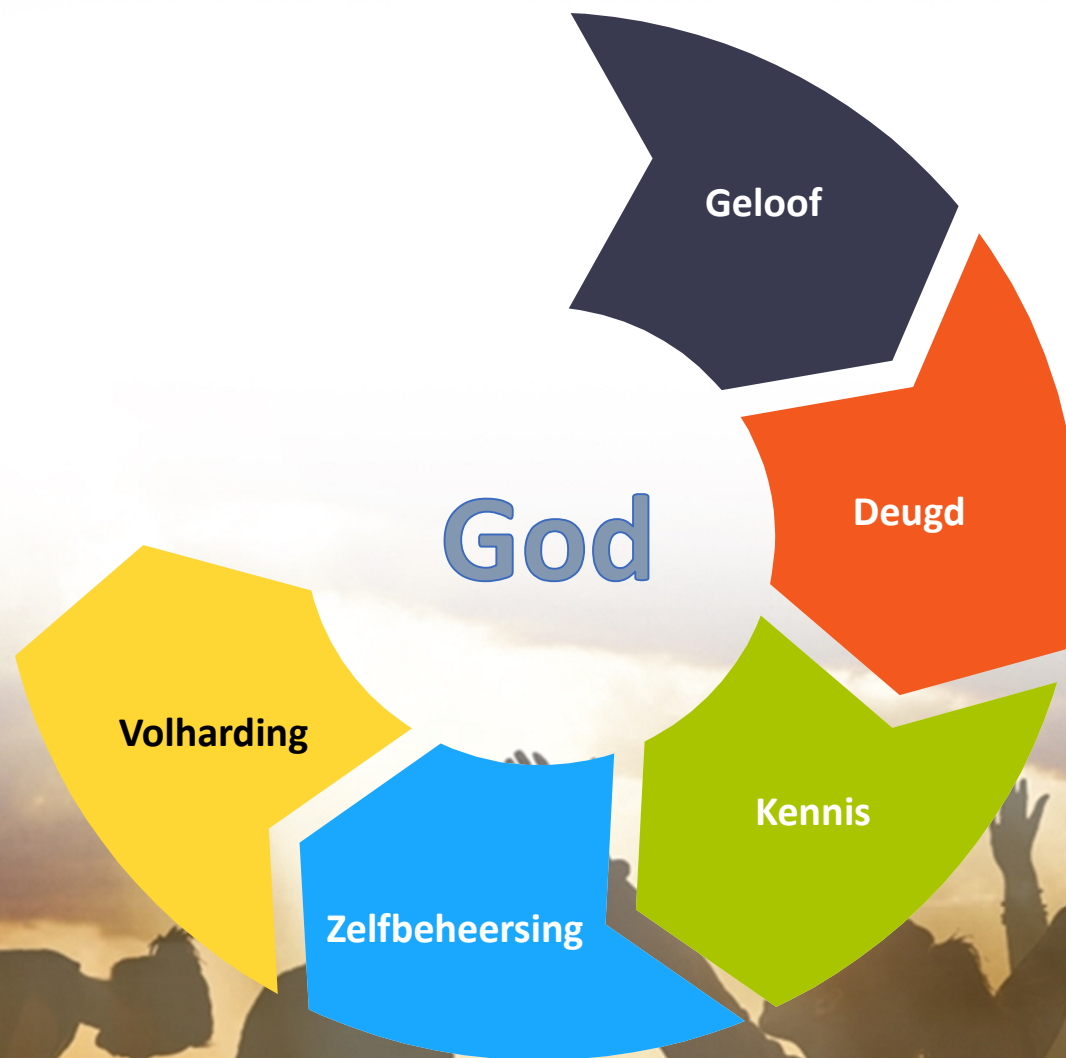 Geloof
Deugd
Kennis
Zelfbeheersing
Volharding
God